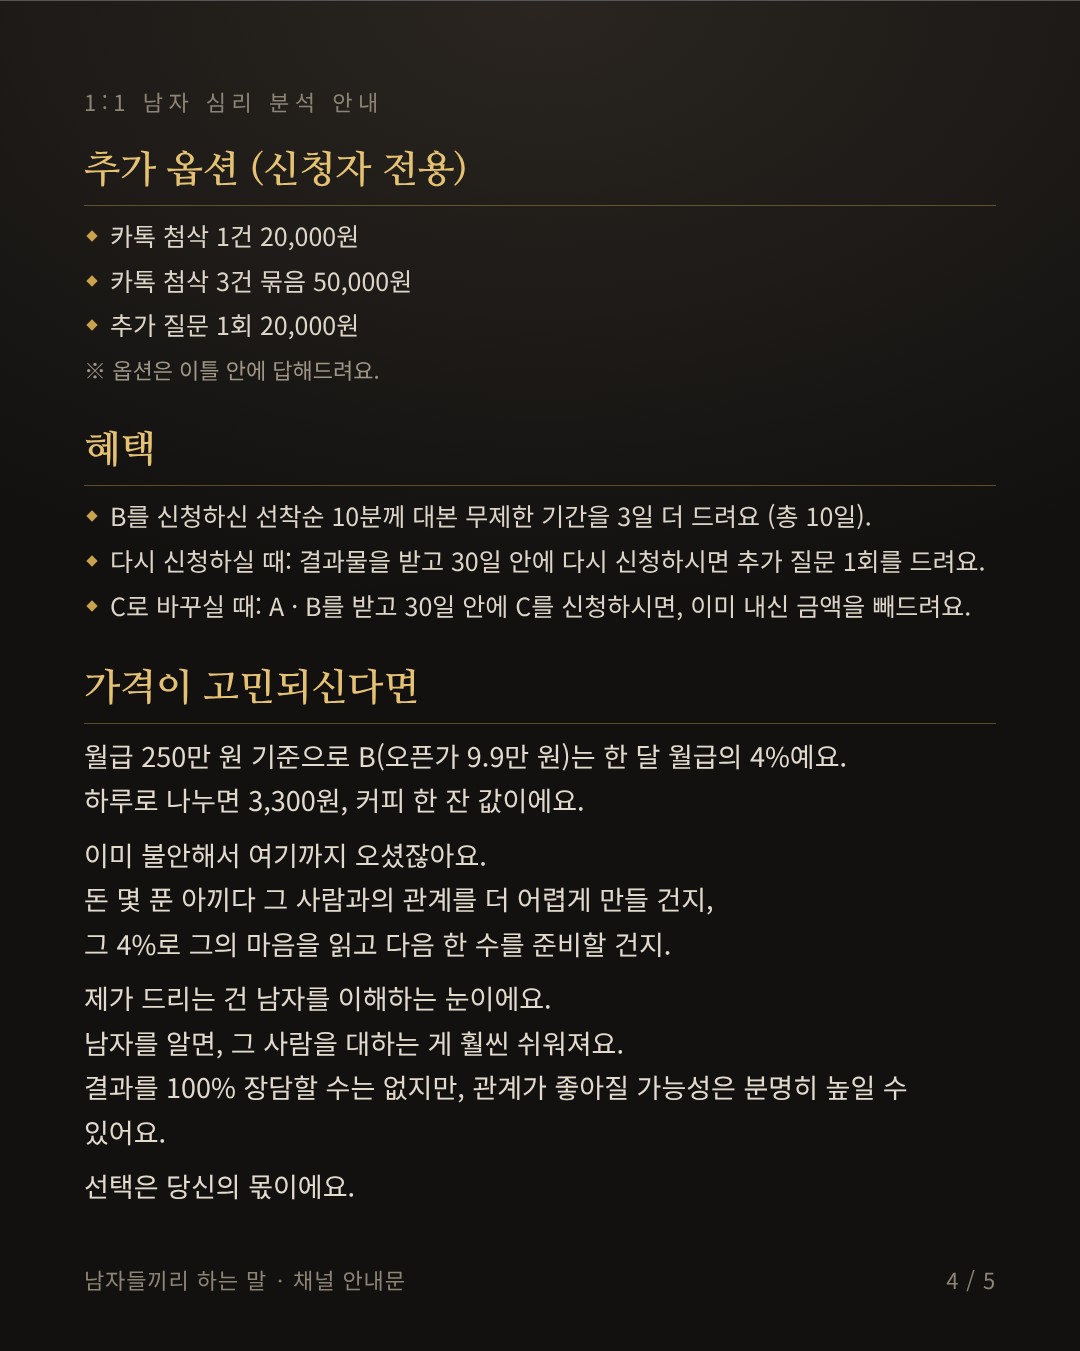 1:1 남자 심리 분석 안내
추가 옵션 (신청자 전용)
◆ 카톡 첨삭 1건 20,000원
◆ 카톡 첨삭 3건 묶음 50,000원
◆ 추가 질문 1회 20,000원
※ 옵션은 이틀 안에 답해드려요.
혜택
◆ B를 신청하신 선착순 10분께 대본 무제한 기간을 3일 더 드려요 (총 10일).
◆ 다시 신청하실 때: 결과물을 받고 30일 안에 다시 신청하시면 추가 질문 1회를 드려요.
◆ C로 바꾸실 때: A · B를 받고 30일 안에 C를 신청하시면, 이미 내신 금액을 빼드려요.
가격이 고민되신다면
월급 250만 원 기준으로 B(오픈가 9.9만 원)는 한 달 월급의 4%예요.
하루로 나누면 3,300원, 커피 한 잔 값이에요.
이미 불안해서 여기까지 오셨잖아요.
돈 몇 푼 아끼다 그 사람과의 관계를 더 어렵게 만들 건지,
그 4%로 그의 마음을 읽고 다음 한 수를 준비할 건지.
제가 드리는 건 남자를 이해하는 눈이에요.
남자를 알면, 그 사람을 대하는 게 훨씬 쉬워져요.
결과를 100% 장담할 수는 없지만, 관계가 좋아질 가능성은 분명히 높일 수
있어요.
선택은 당신의 몫이에요.
남자들끼리 하는 말 · 채널 안내문
4 / 5